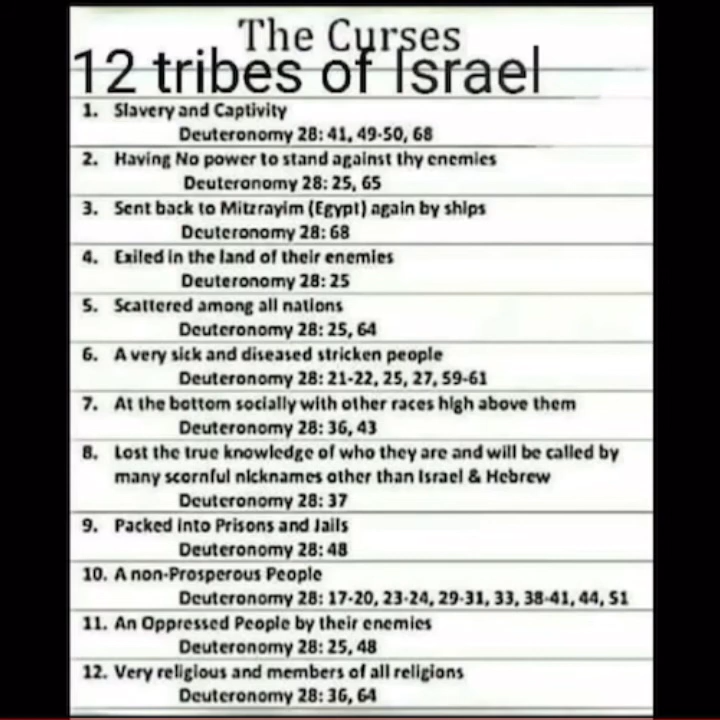 The Curses
12 tribes of Israel
1. Slavery and Captivity
Deuteronomy 28: 41, 49-50, 68
2. Having No power to stand against thy enemies
Deuteronomy 28: 25, 65
3. Sent back to Mitzrayim (Egypt) again by ships
Deuteronomy 28: 68
4. Exiled in the land of their enemies
Deuteronomy 28: 25
5. Scattered among all nations
Deuteronomy 28: 25, 64
6. A very sick and diseased stricken people
Deuteronomy 28: 21-22, 25, 27, 59-61
7. At the bottom socially with other races high above them
Deuteronomy 28: 36, 43
8. Lost the true knowledge of who they are and will be called by
many scornful nicknames other than Israel & Hebrew
Deuteronomy 28: 37
9. Packed into Prisons and Jails
Deuteronomy 28: 48
10. A non-Prosperous People
Deuteronomy 28: 17-20, 23-24, 29-31, 33, 38-41, 44, 51
11. An Oppressed People by their enemies
Deuteronomy 28: 25, 48
12. Very religious and members of all religions
Deuteronomy 28: 36, 64